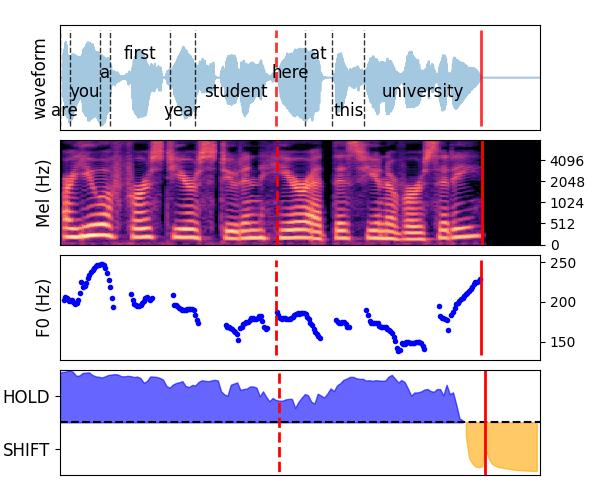 waveform
are you a first year student here at this university
Mel (Hz)
4096
2048
1024
512
0
F0 (Hz)
250
200
150
HOLD
SHIFT